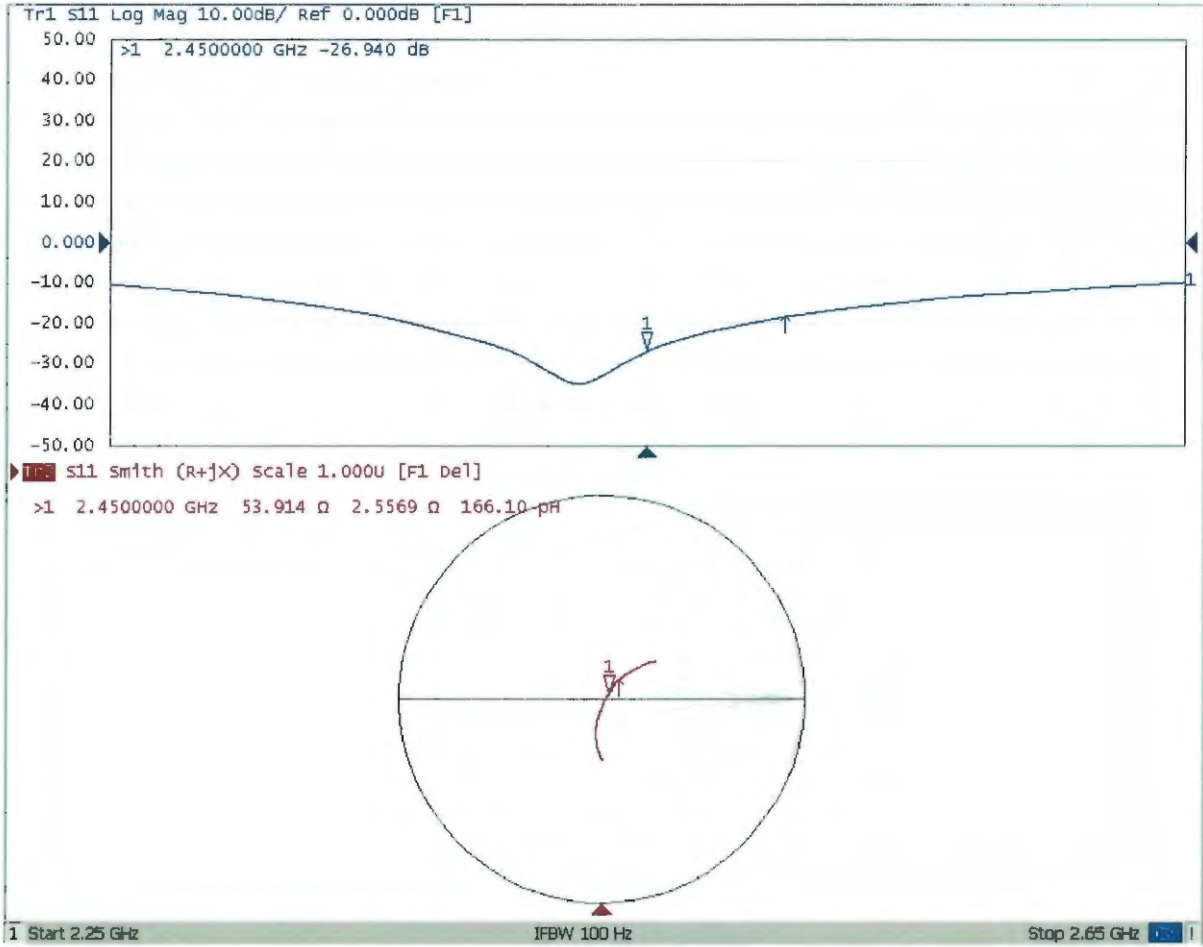 Tr1 S11 Log Mag 10.00dB/ Ref 0.000dB [F1]
50.00
>1 2.4500000 GHz -26.940 dB
40.00
30.00
20.00
10.00
0.000
-10.00
1
-20.00
1
-30.00
-40.00
-50.00
S11 Smith (R+jX) Scale 1.000U [F1 Del]
>1 2.4500000 GHz 53.914 Ω 2.5569 Ω 166.10 pH
1
1 Start 2.25 GHz IFBW 100 Hz Stop 2.65 GHz